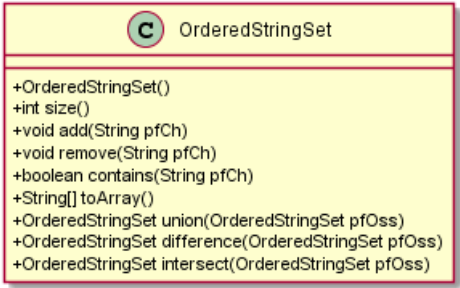 C OrderedStringSet
+OrderedStringSet()
+int size()
+void add(String pfCh)
+void remove(String pfCh)
+boolean contains(String pfCh)
+String[] toArray()
+OrderedStringSet union(OrderedStringSet pfOss)
+OrderedStringSet difference(OrderedStringSet pfOss)
+OrderedStringSet intersect(OrderedStringSet pfOss)